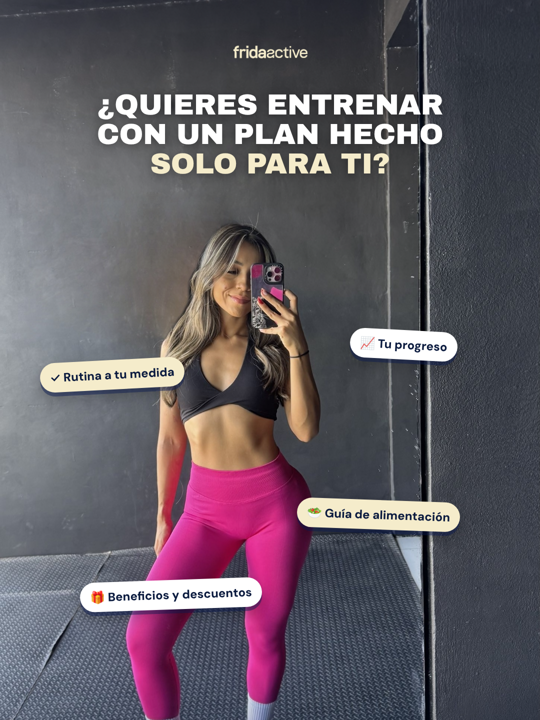 fridaactive
¿QUIERES ENTRENAR
CON UN PLAN HECHO
SOLO PARA TI?
📈 Tu progreso
✓ Rutina a tu medida
🥗 Guía de alimentación
🎁 Beneficios y descuentos